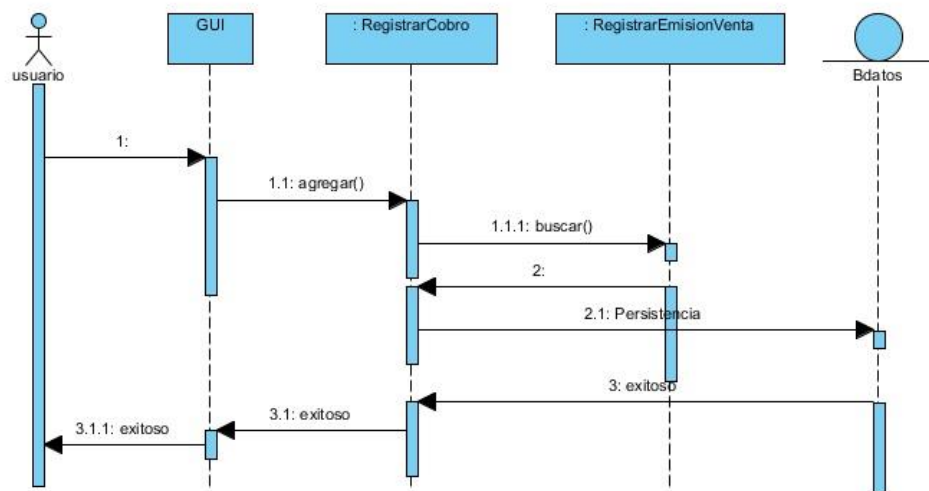 GUI
: RegistrarCobro
: RegistrarEmisionVenta
usuario
Bdatos
1:
1.1: agregar()
1.1.1: buscar()
2:
2.1: Persistencia
3: exitoso
3.1: exitoso
3.1.1: exitoso